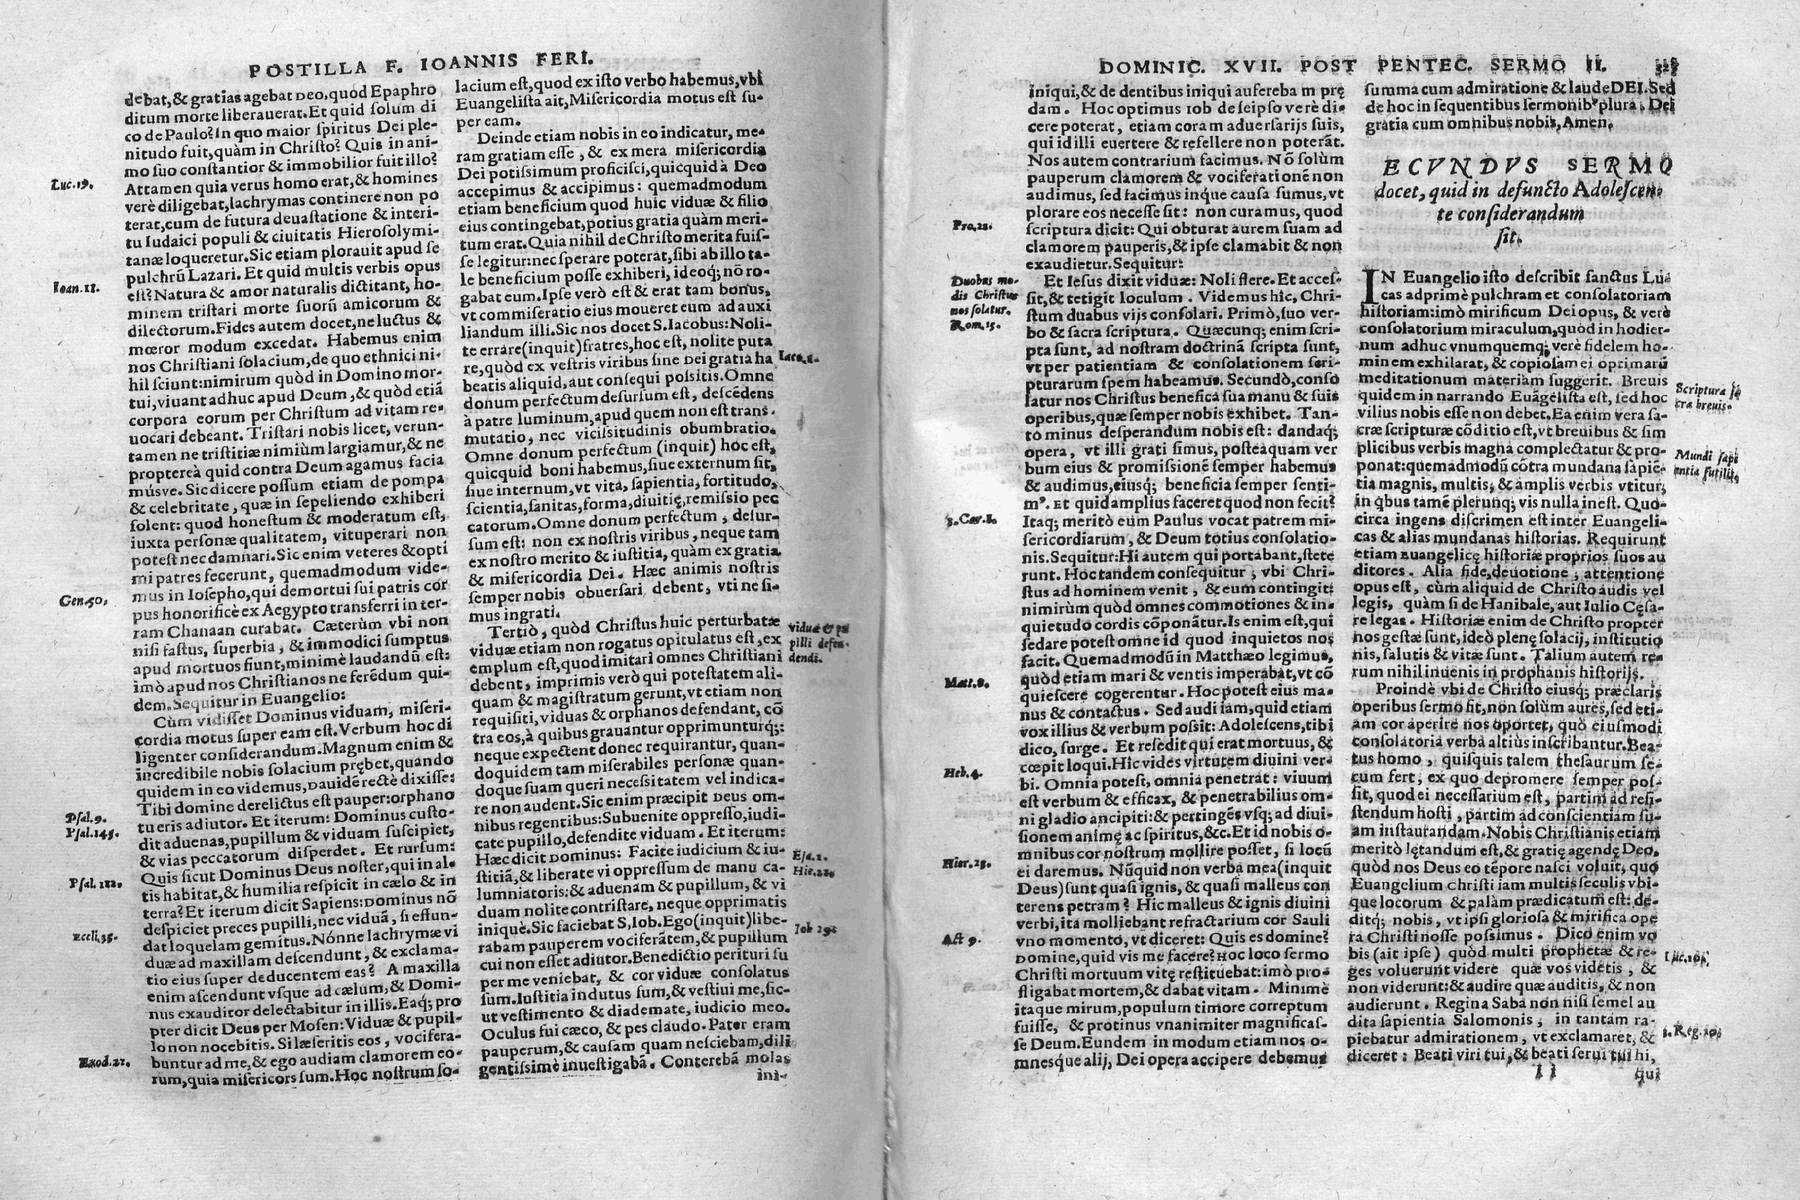 POSTILLA F. IOANNIS FERI.
debat,& gratias agebat DEO,quòd Epaphro
ditum morte liberauerat.Et quid solum di
co de Paulo? In quo maior spiritus Dei ple-
nitudo fuit,quàm in Christo? Quis in ani-
mo suo constantior & immobilior fuit illo?
Luc.19.
Attamen quia verus homo erat,& homines
verè diligebat,lachrymas continere non po
terat,cum de futura deuastatione & interi-
tu Iudaici populi & ciuitatis Hierosolymi-
tanæ loqueretur.Sic etiam plorauit apud se
pulchrũ Lazari. Et quid multis verbis opus
Ioan.11.
est? Natura & amor naturalis dictitant, ho-
minem tristari morte suorũ amicorum &
dilectorum.Fides autem docet,ne luctus &
mœror modum excedat. Habemus enim
nos Christiani solacium,de quo ethnici ni-
hil sciunt:nimirum quòd in Domino mor-
tui,viuant adhuc apud Deum,& quòd etiã
corpora eorum per Christum ad vitam re-
uocari debeant. Tristari nobis licet, verun-
tamen ne tristitiæ nimiùm largiamur,& ne
propterea quid contra Deum agamus facia
músve. Sic dicere possum etiam de pompa
& celebritate, quæ in sepeliendo exhiberi
solent: quod honestum & moderatum est,
iuxta personæ qualitatem, vituperari non
potest nec damnari.Sic enim veteres & opti
mi patres fecerunt, quemadmodum vide-
mus in Iosepho,qui demortui sui patris cor
Gen.50.
pus honorificè ex Aegypto transferri in ter-
ram Chanaan curabat. Cæterùm vbi non
nisi fastus, superbia, & immodici sumptus
apud mortuos fiunt,minimè laudandũ est:
imò apud nos Christianos ne ferẽdum qui-
dem.Sequitur in Euangelio:
Cùm vidisset Dominus viduam, miseri-
cordia motus super eam est.Verbum hoc di
ligenter considerandum.Magnum enim &
incredibile nobis solacium prębet,quando
quidem in eo videmus,Dauidẽ rectè dixisse:
Tibi domine derelictus est pauper:orphano
Psal.9.
tu eris adiutor. Et iterum: Dominus custo-
Psal.145.
dit aduenas,pupillum & viduam suscipiet,
& vias peccatorum disperdet. Et rursum:
Quis sicut Dominus Deus noster,qui in al-
Psal.112.
tis habitat,& humilia respicit in cælo & in
terra? Et iterum dicit Sapiens:Dominus nõ
despiciet preces pupilli,nec viduã, si effun-
Eccli,35.
dat loquelam gemitus. Nónne lachrymæ vi
duæ ad maxillam descendunt, & exclama-
tio eius super deducentem eas? A maxilla
enim ascendunt vsque ad cælum,& Domi-
nus exauditor delectabitur in illis. Eaq; pro
pter dicit Deus per Mosen: Viduæ & pupil-
lo non nocebitis. Si læseritis eos, vocifera-
Exod.22.
buntur ad me,& ego audiam clamorem eo-
rum,quia misericors sum. Hoc nostrum so-
lacium est,quod ex isto verbo habemus,vbi
Euangelista ait,Misericordia motus est su-
per eam.
Deinde etiam nobis in eo indicatur, me-
ram gratiam esse, & ex mera misericordia
Dei potissimum proficisci,quicquid à Deo
accepimus & accipimus: quemadmodum
etiam beneficium quod huic viduæ & filio
eius contingebat,potius gratia quàm meri-
tum erat. Quia nihil de Christo merita fuis-
se legitur:nec sperare poterat,sibi ab illo ta-
le beneficium posse exhiberi, ideoq; nõ ro-
gabat eum. Ipse verò est & erat tam bonus,
vt commiseratio eius moueret eum ad auxi
liandum illi. Sic nos docet S.Iacobus: Noli-
te errare(inquit)fratres,hoc est, nolite puta
Iaco.1.
re,quòd ex vestris viribus sine DEI gratia ha
beatis aliquid,aut consequi possitis.Omne
donum perfectum desursum est, descẽdens
à patre luminum,apud quem non est trans-
mutatio, nec vicissitudinis obumbratio.
Omne donum perfectum (inquit) hoc est,
quicquid boni habemus,siue externum sit,
siue internum,vt vita, sapientia, fortitudo,
scientia,sanitas,forma,diuitię,remissio pec
catorum.Omne donum perfectum, desur-
sum est: non ex nostris viribus, neque tam
ex nostro merito & iustitia, quàm ex gratia
& misericordia Dei. Hæc animis nostris
semper nobis obuersari debent, vti ne si-
mus ingrati.
Tertiò, quòd Christus huic perturbatæ
viduæ & pu
viduæ etiam non rogatus opitulatus est, ex
pilli defen-
emplum est,quod imitari omnes Christiani
dendi.
debent, imprimis verò qui potestatem ali-
quam & magistratum gerunt,vt etiam non
requisiti, viduas & orphanos defendant, cõ
tra eos,à quibus grauantur opprimunturq;:
neque expectent donec requirantur, quan-
doquidem tam miserabiles personæ quan-
doque suam queri necessitatem vel indica-
re non audent.Sic enim præcipit Deus om-
nibus regentibus:Subuenite oppresso,iudi-
cate pupillo,defendite viduam. Et iterum:
Hæc dicit Dominus: Facite iudicium & iu-
Esa.1.
stitiã,& liberate vi oppressum de manu ca-
Hie.22.
lumniatoris:& aduenam & pupillum, & vi
duam nolite contristare, neque opprimatis
iniquè.Sic faciebat S,Iob.Ego(inquit)libe-
Iob 29.
rabam pauperem vociferãtem,& pupillum
cui non esset adiutor.Benedictio perituri su
per me veniebat, & cor viduæ consolatus
sum.Iustitia indutus sum,& vestiui me,sic-
ut vestimento & diademate, iudicio meo.
Oculus fui cæco, & pes claudo.Pater eram
pauperum,& causam quam nesciebam,dili
gentissimè inuestigabã. Conterebã molas
ini-
DOMINIC. XVII. POST PENTEC. SERMO II.
iniqui,& de dentibus iniqui auferebam prę
dam. Hoc optimus Iob de seipso verè di-
cere poterat, etiam coram aduersarijs suis,
qui id illi euertere & refellere non poterãt.
Nos autem contrarium facimus. Nõ solùm
pauperum clamorem & vociferationẽ non
audimus, sed facimus inque causa sumus,vt
plorare eos necesse sit: non curamus, quod
Pro.21.
scriptura dicit: Qui obturat aurem suam ad
clamorem pauperis,& ipse clamabit & non
exaudietur.Sequitur:
Duobus mo-
Et Iesus dixit viduæ: Noli flere.Et acces-
dis Christus
sit,& tetigit loculum. Videmus hîc, Chri-
nos solatur.
stum duabus vijs consolari. Primò,suo ver-
Rom.15.
bo & sacra scriptura. Quæcunq; enim scri-
pta sunt, ad nostram doctrinã scripta sunt,
vt per patientiam & consolationem scri-
pturarum spem habeamus. Secundò,conso
latur nos Christus benefica sua manu & suis
operibus,quæ semper nobis exhibet. Tan-
to minus desperandum nobis est: dandaq;
opera, vt illi grati simus, posteaquam ver
bum eius & promissionẽ semper habemus
& audimus,eiusq; beneficia semper senti-
m⁹. Et quid amplius faceret quod non fecit?
Itaq; meritò eum Paulus vocat patrem mi-
sericordiarum, & Deum totius consolatio-
nis.Sequitur:Hi autem qui portabant,stete
runt. Hoc tandem consequitur, vbi Chri-
stus ad hominem venit, & eum contingit:
nimirùm quòd omnes commotiones & in-
quietudo cordis cõponãtur.Is enim est,qui
sedare potest omne id quod inquietos nos
facit. Quemadmodũ in Matthæo legimus,
Matt.8.
quòd etiam mari & ventis imperabat,vt cõ
quiescere cogerentur. Hoc potest eius ma-
nus & contactus. Sed audi iam,quid etiam
vox illius & verbum possit: Adolescens,tibi
dico, surge. Et resedit qui erat mortuus, &
cœpit loqui.Hîc vides virtutem diuini ver-
Heb.4.
bi. Omnia potest, omnia penetrat: viuum
est verbum & efficax, & penetrabilius om-
ni gladio ancipiti:& pertingẽs vsq; ad diui-
sionem animę ac spiritus,&c.Et id nobis o-
mnibus cor nostrum mollire posset, si locũ
Hier.23.
ei daremus. Nũquid non verba mea(inquit
Deus)sunt quasi ignis, & quasi malleus con
terens petram? Hic malleus & ignis diuini
verbi,ita molliebant refractarium cor Sauli
Act 9.
vno momento, vt diceret: Quis es domine?
Domine,quid vis me facere? Hoc loco sermo
Christi mortuum vitę restituebat:imò pro-
fligabat mortem,& dabat vitam. Minimè
itaque mirum,populum timore correptum
fuisse, & protinus vnanimiter magnificas-
se Deum.Eundem in modum etiam nos o-
mnesque alij, Dei opera accipere debemus
summa cum admiratione & laude DEI. Sed
de hoc in sequentibus sermonib⁹ plura. Dei
gratia cum omnibus nobis, Amen.
ECVNDVS SERMO
docet, quid in defuncto Adolescen-
te considerandum
sit.
IN Euangelio isto describit sanctus Lu-
cas adprimè pulchram et consolatoriam
historiam:imò mirificum Dei opus, & verè
consolatorium miraculum,quòd in hodier-
num adhuc vnumquemq; verè fidelem ho-
minem exhilarat, & copiosam ei optimarũ
meditationum materiam suggerit. Breuis
Scriptura sa
quidem in narrando Euãgelista est, sed hoc
cra breuis.
vilius nobis esse non debet.Ea enim vera sa-
cræ scripturæ cõditio est,vt breuibus & sim
plicibus verbis magna complectatur & pro-
Mundi sapi
ponat:quemadmodũ cõtra mundana sapiẽ-
entia futilis.
tia magnis, multis, & amplis verbis vtitur,
in qbus tamẽ plerunq; vis nulla inest. Quo-
circa ingens discrimen est inter Euangeli-
cas & alias mundanas historias. Requirunt
etiam Euangelicę historiæ proprios suos au
ditores. Alia fide,deuotione, attentione
opus est, cùm aliquid de Christo audis vel
legis, quàm si de Hanibale, aut Iulio Cęsa-
re legas. Historiæ enim de Christo propter
nos gestæ sunt,ideò plenę solacij, institutio
nis, salutis & vitæ sunt. Talium autem re-
rum nihil inuenis in prophanis historijs.
Proinde vbi de Christo eiusq; præclaris
operibus sermo fit,non solùm aures,sed eti-
am cor aperire nos oportet, quò eiusmodi
consolatoria verba altiùs inscribantur.Bea-
tus homo, quisquis talem thesaurum se-
cum fert, ex quo depromere semper pos-
sit, quod ei necessarium est, partim ad resi-
stendum hosti, partim ad conscientiam su-
am instaurandam.Nobis Christianis etiam
meritò lętandum est,& gratię agendę Deo,
quòd nos Deus eo tẽpore nasci voluit, quo
Euangelium Christi iam multis seculis vbi-
que locorum & palàm prædicatum est: de-
ditq; nobis, vt ipsi gloriosa & mirifica ope
ra Christi nosse possimus. Dico enim vo
bis (ait ipse) quòd multi prophetæ & re-
Luc.10.
ges voluerunt videre quæ vos videtis, &
non viderunt:& audire quæ auditis, & non
audierunt. Regina Saba non nisi semel au
dita sapientia Salomonis, in tantam ra-
3.Reg.10.
piebatur admirationem, vt exclamaret, &
diceret: Beati viri tui,& beati serui tui hi,
qui